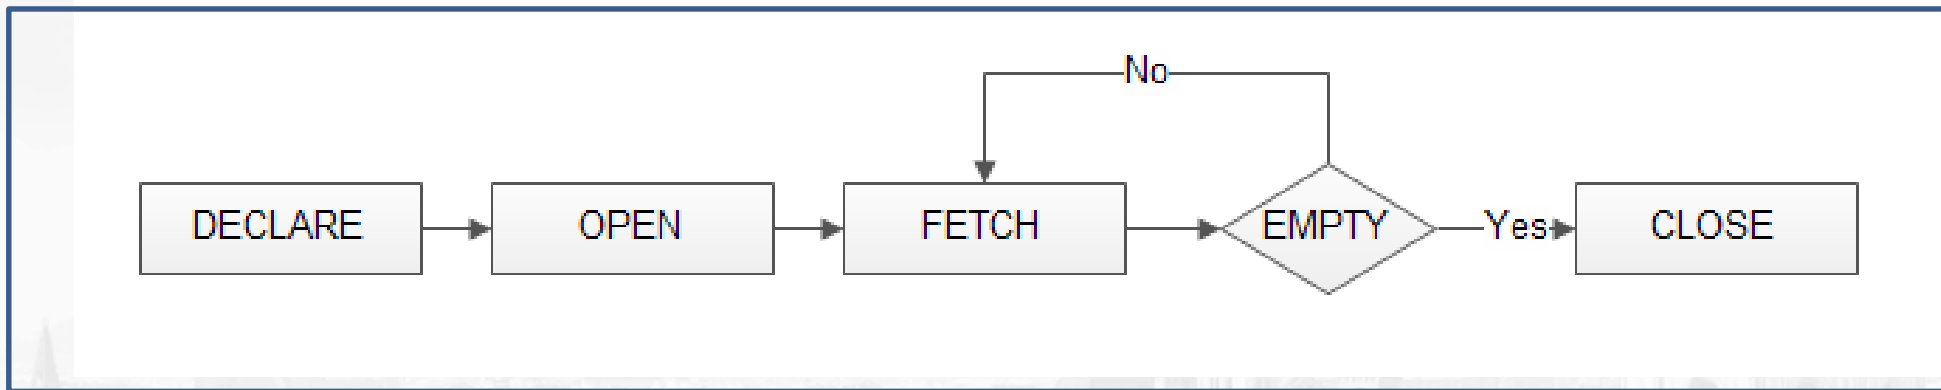 No
DECLARE
OPEN
FETCH
EMPTY
Yes
CLOSE